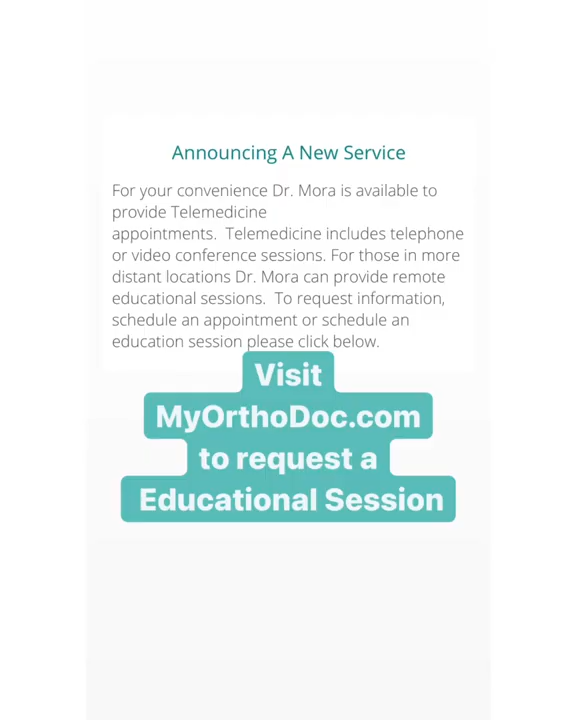 Announcing A New Service
For your convenience Dr. Mora is available to
provide Telemedicine
appointments.  Telemedicine includes telephone
or video conference sessions. For those in more
distant locations Dr. Mora can provide remote
educational sessions.  To request information,
schedule an appointment or schedule an
education session please click below.
Visit
MyOrthoDoc.com
to request a
Educational Session